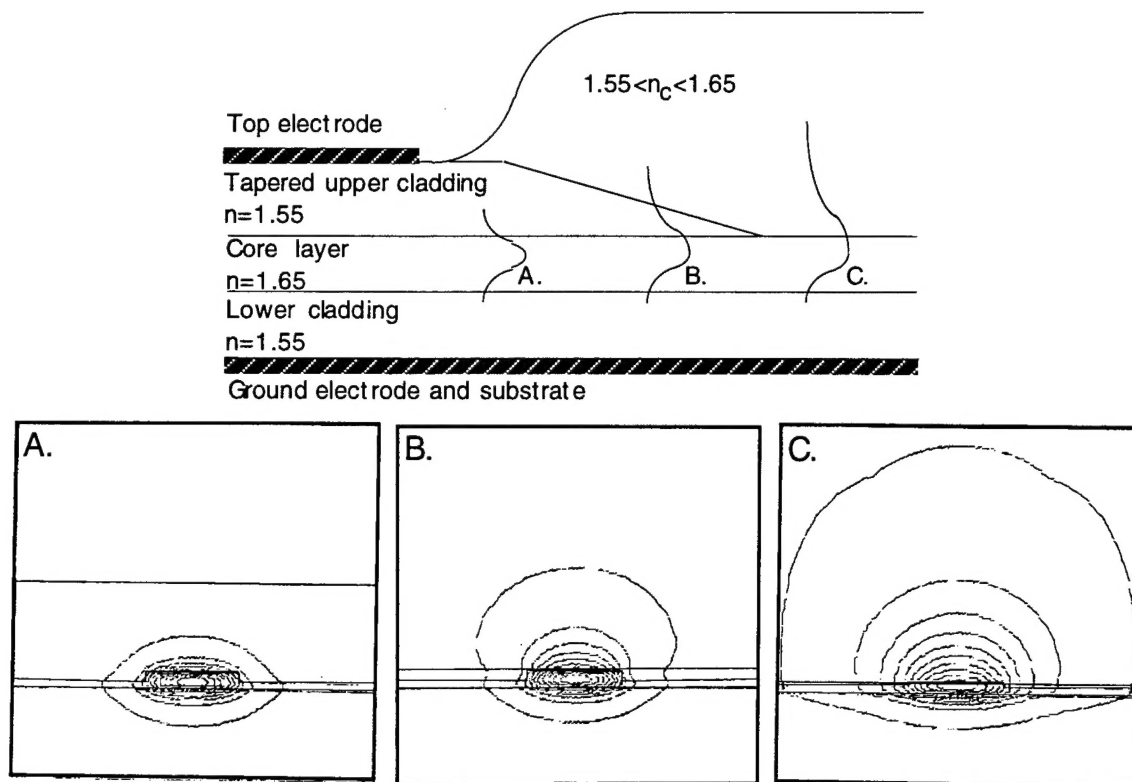 1.55<nc<1.65
Top electrode
Tapered upper cladding
n=1.55
Core layer
n=1.65
A.
B.
C.
Lower cladding
n=1.55
Ground electrode and substrate
A.
B.
C.